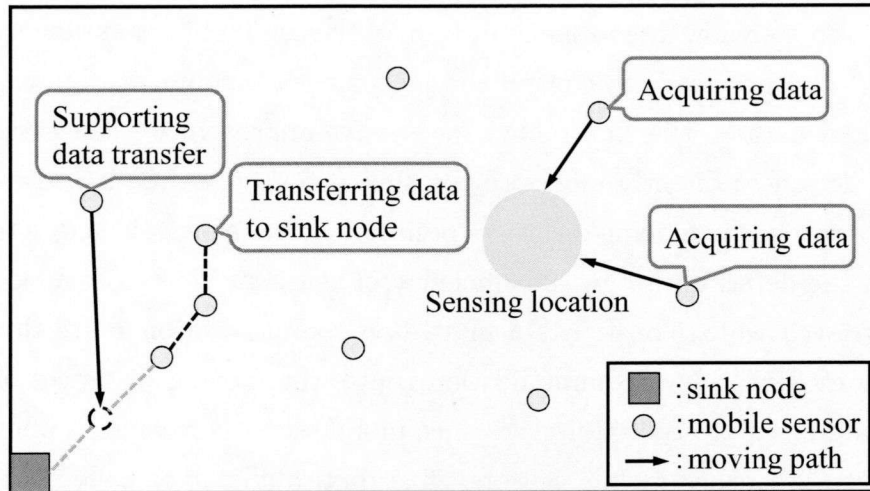 Supporting
data transfer
Transferring data
to sink node
Acquiring data
Acquiring data
Sensing location
: sink node
: mobile sensor
: moving path